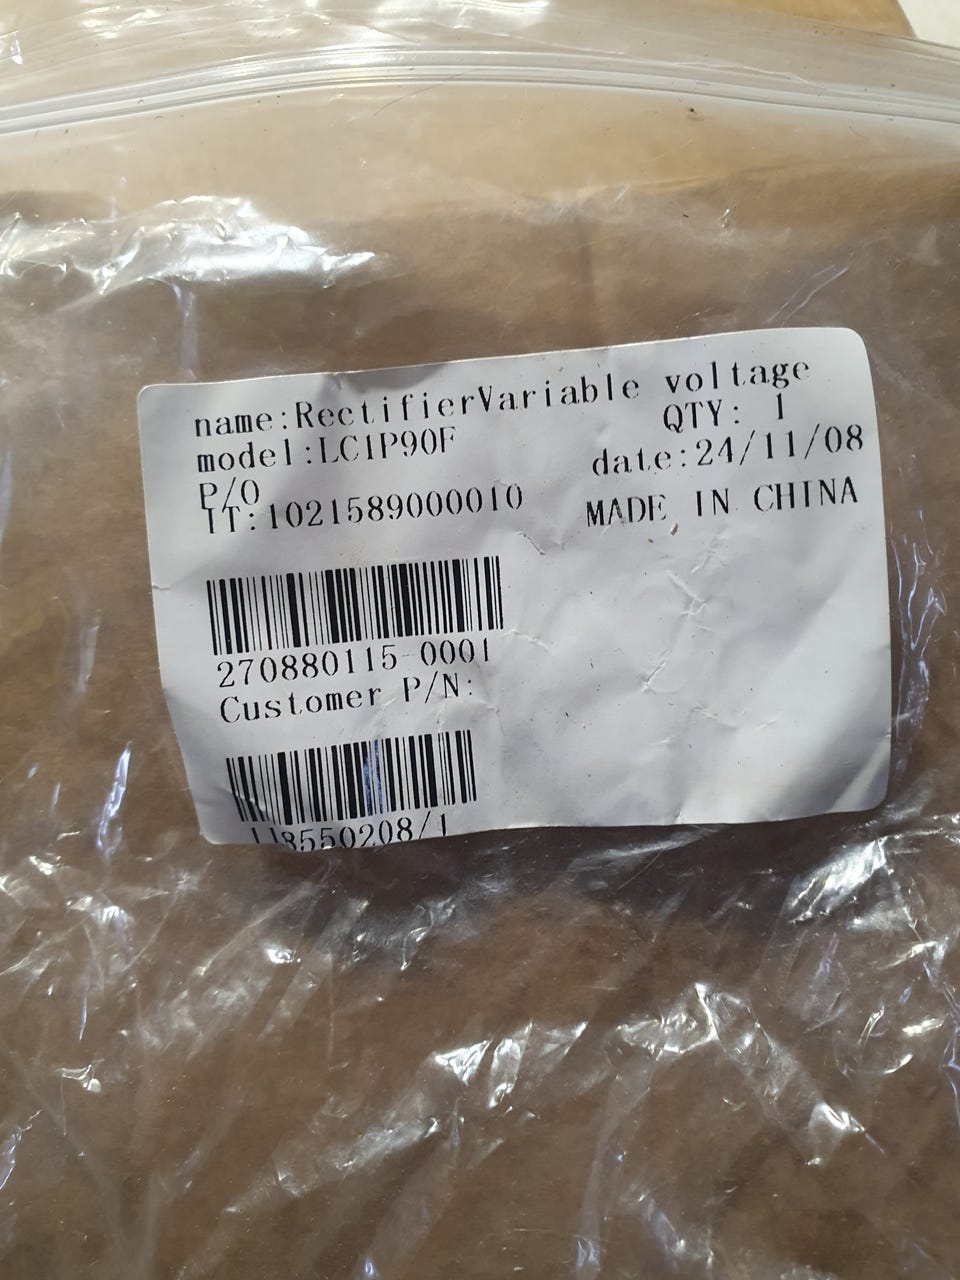 name:RectifierVariable voltage
model:LC1P90F QTY: 1
P/O date:24/11/08
IT:1021589000010 MADE IN CHINA
270880115-0001
Customer P/N:
118550208/1